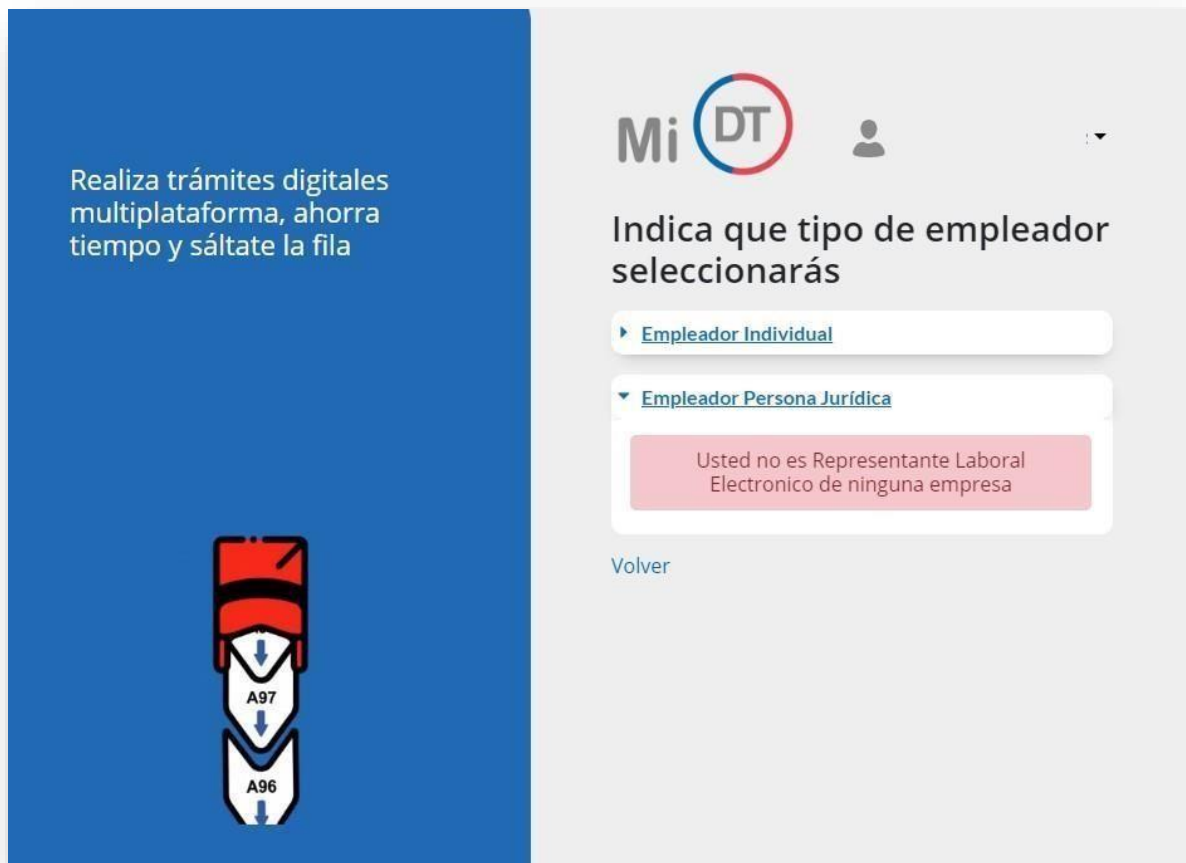 Realiza trámites digitales
multiplataforma, ahorra
tiempo y sáltate la fila
A97
A96
Mi DT
Indica que tipo de empleador
seleccionarás
Empleador Individual
Empleador Persona Jurídica
Usted no es Representante Laboral
Electronico de ninguna empresa
Volver